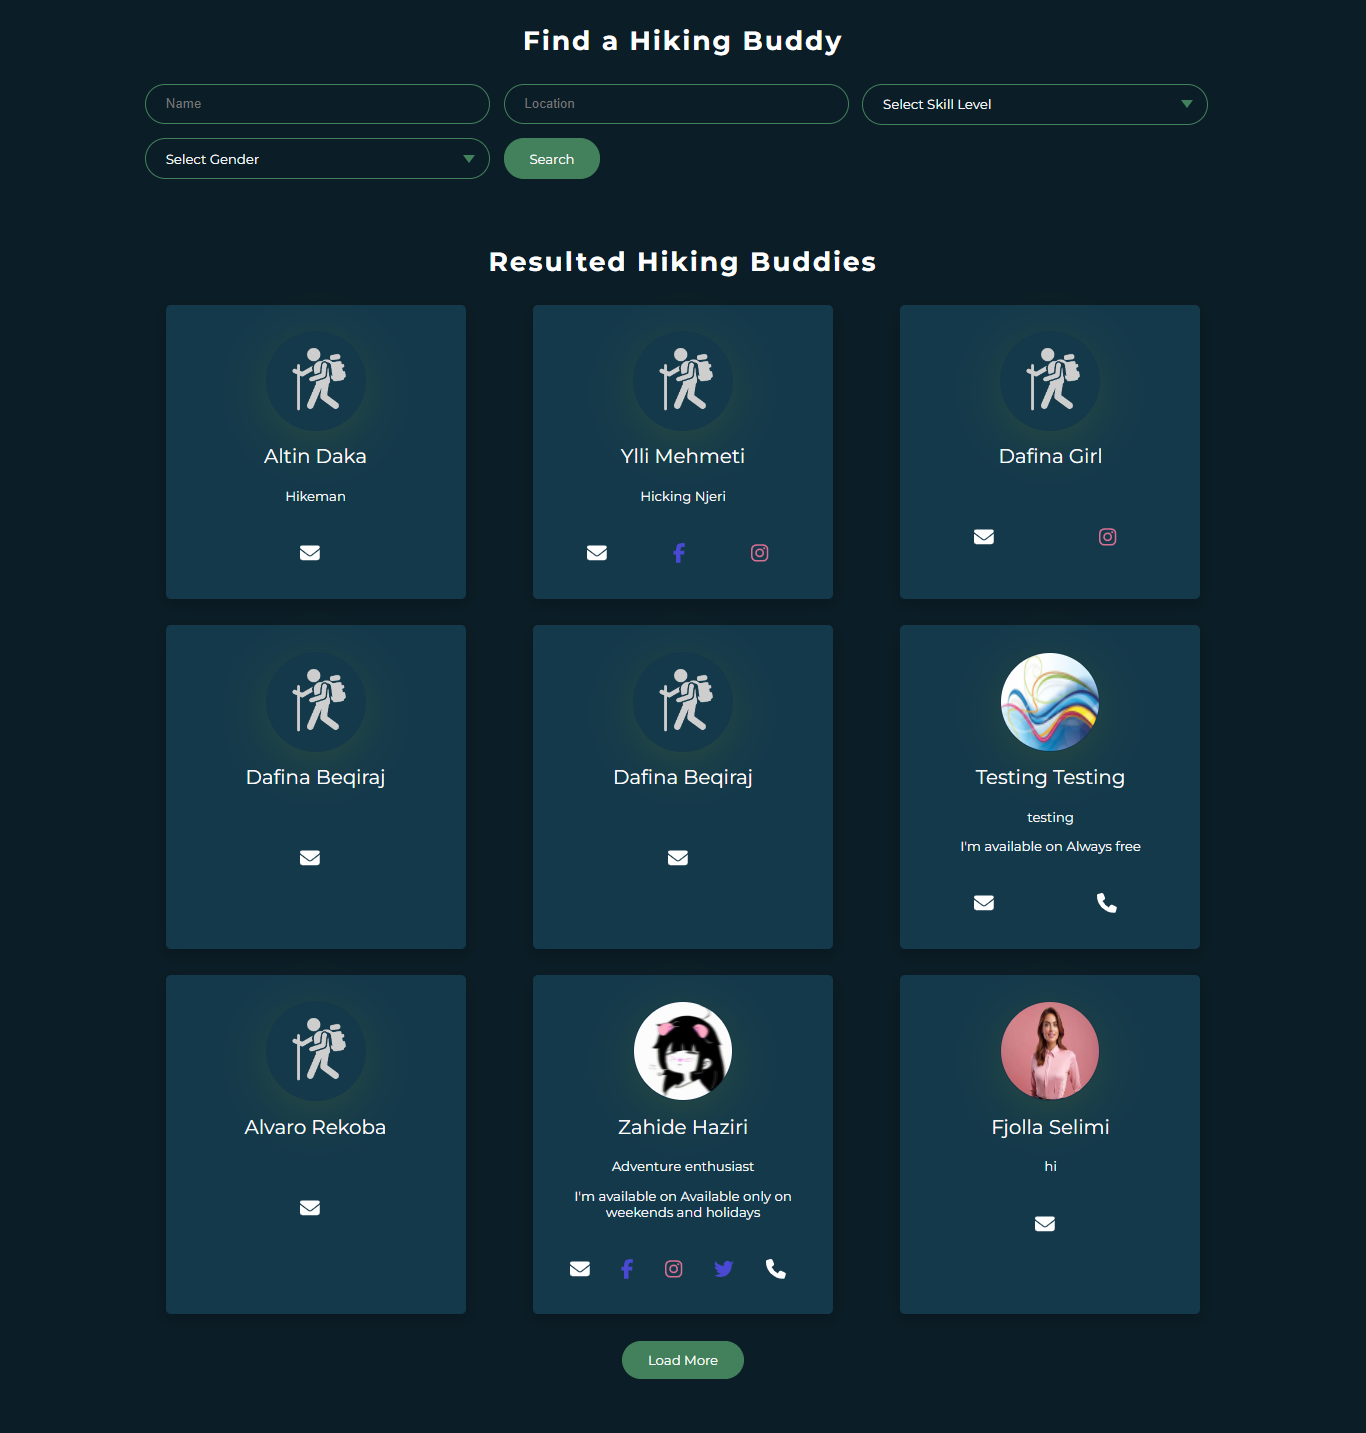 Find a Hiking Buddy
Name
Location
Select Skill Level
Select Gender
Search
Resulted Hiking Buddies
Altin Daka
Hikeman
Ylli Mehmeti
Hicking Njeri
Dafina Girl
Dafina Beqiraj
Dafina Beqiraj
Testing Testing
testing
I'm available on Always free
Alvaro Rekoba
Zahide Haziri
Adventure enthusiast
I'm available on Available only on
weekends and holidays
Fjolla Selimi
hi
Load More